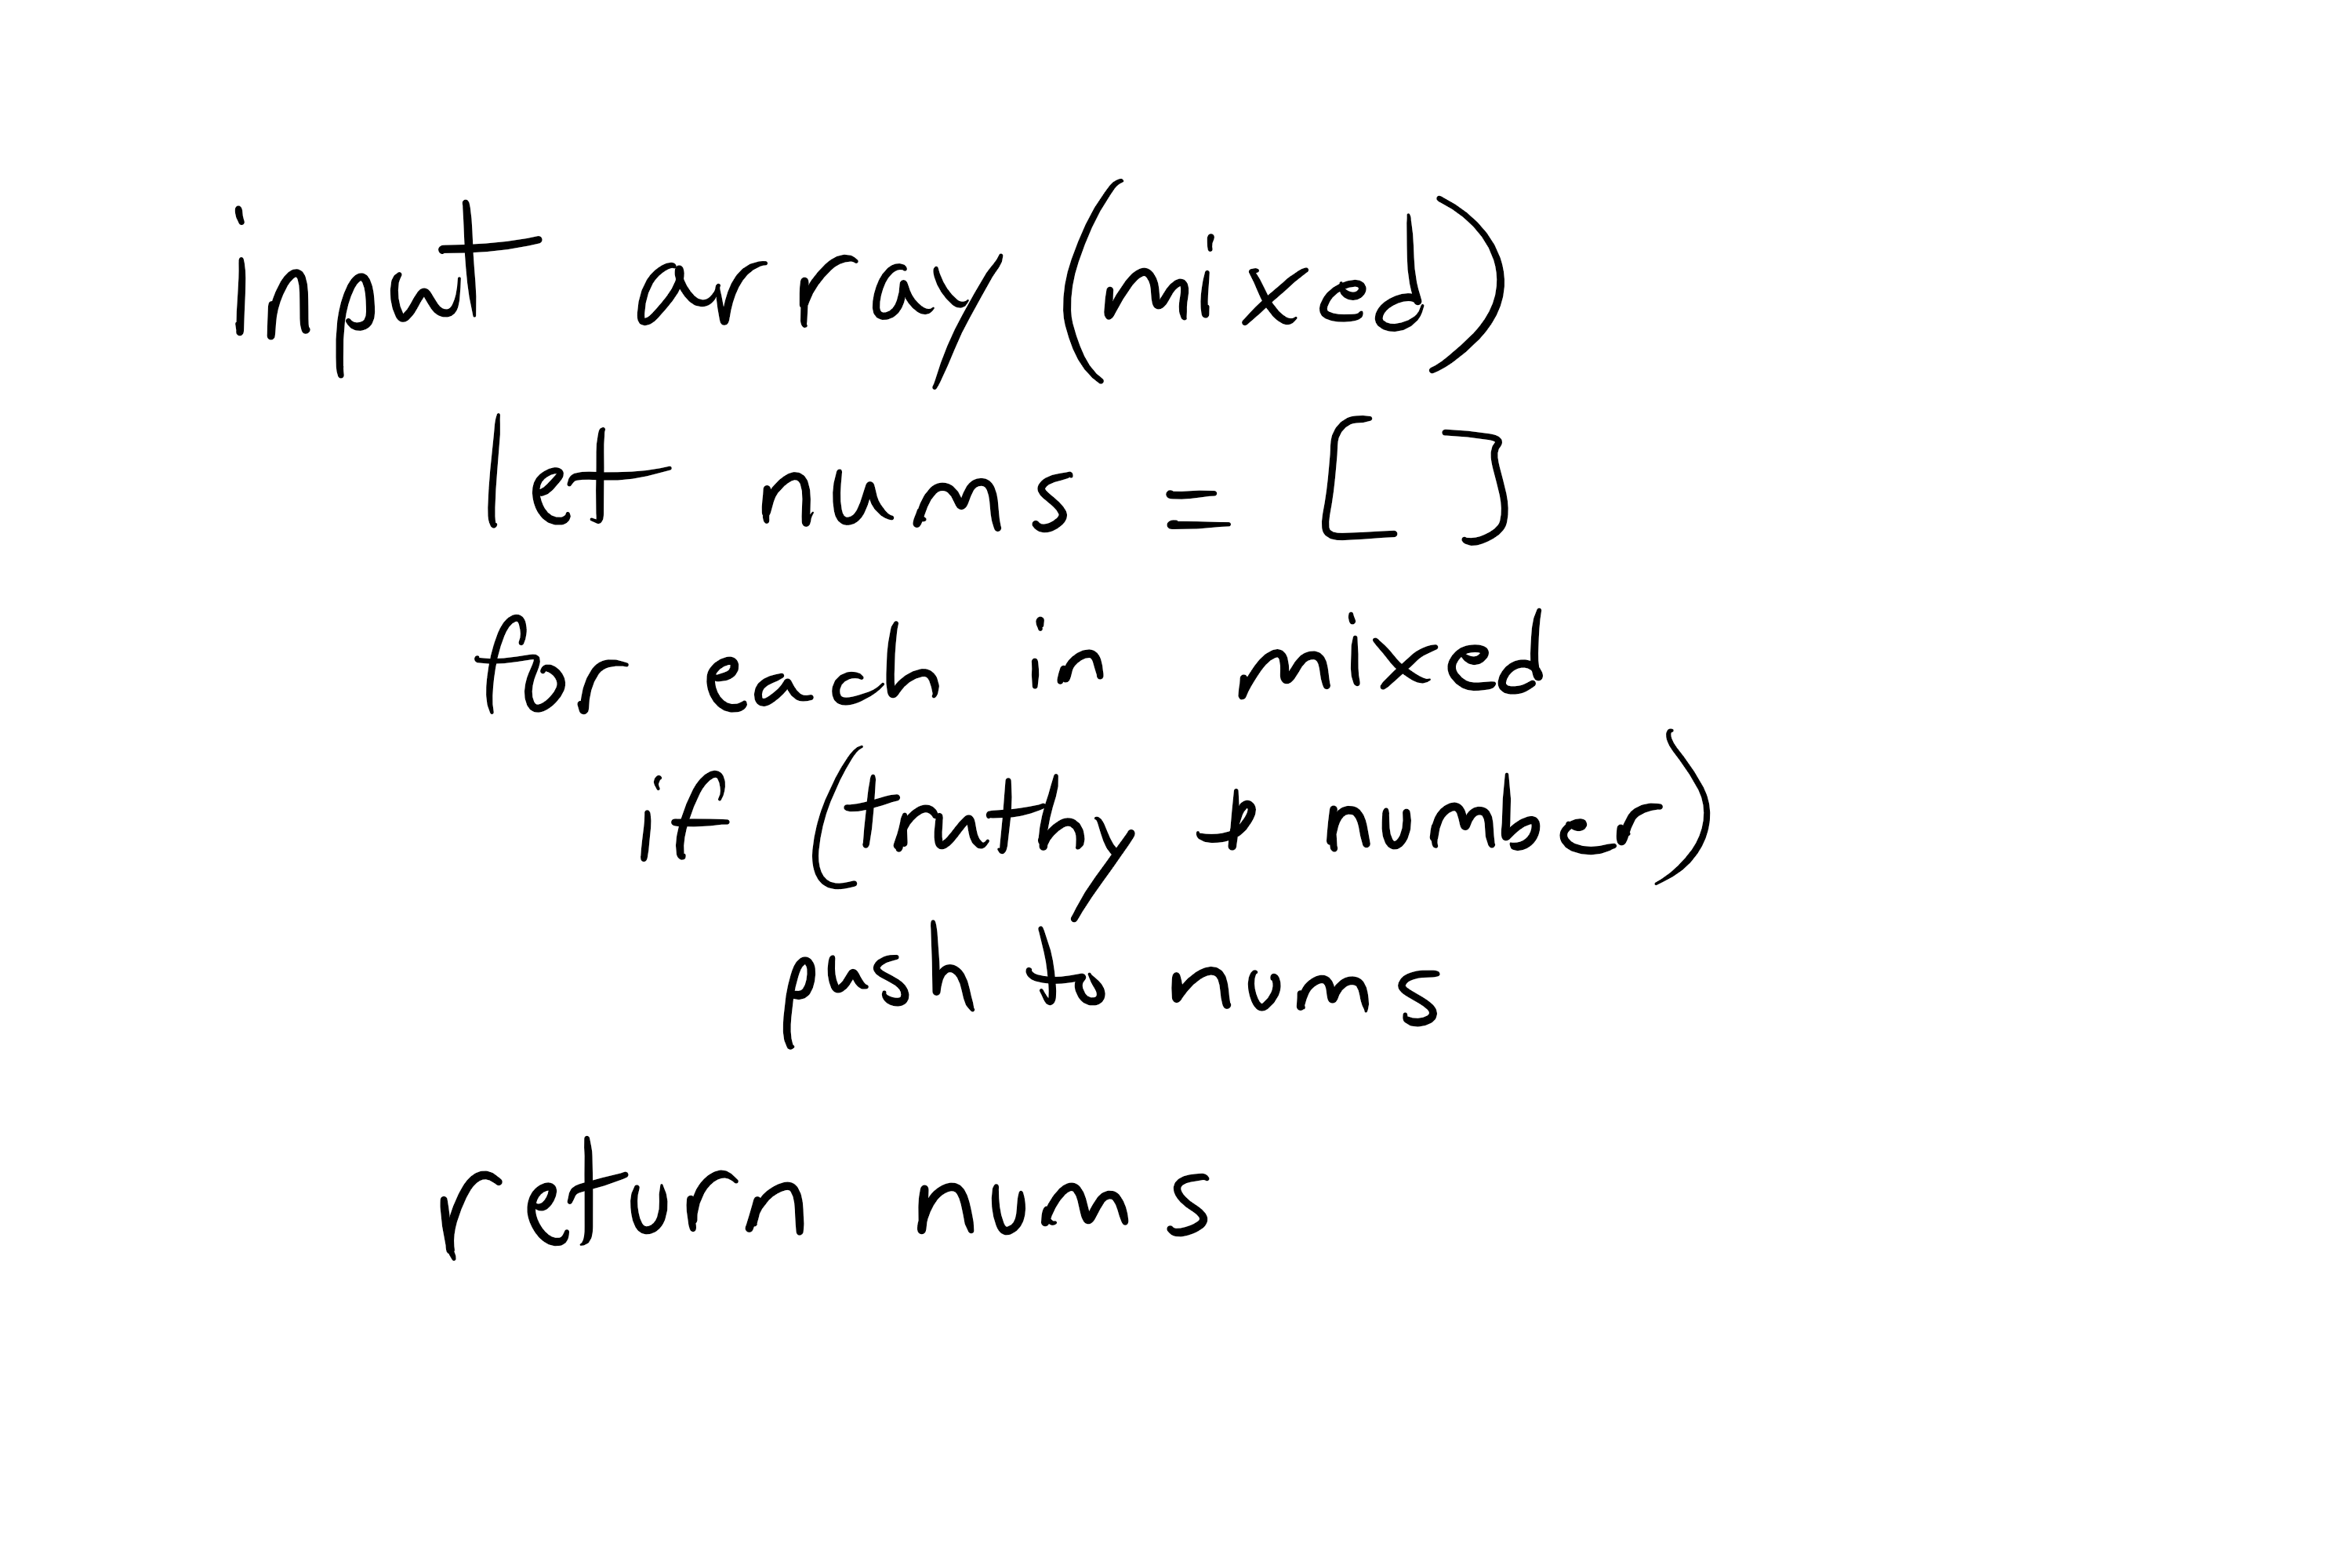 input array (mixed)
let nums = [ ]
for each in mixed
if (truthy & number)
push to nums
return nums